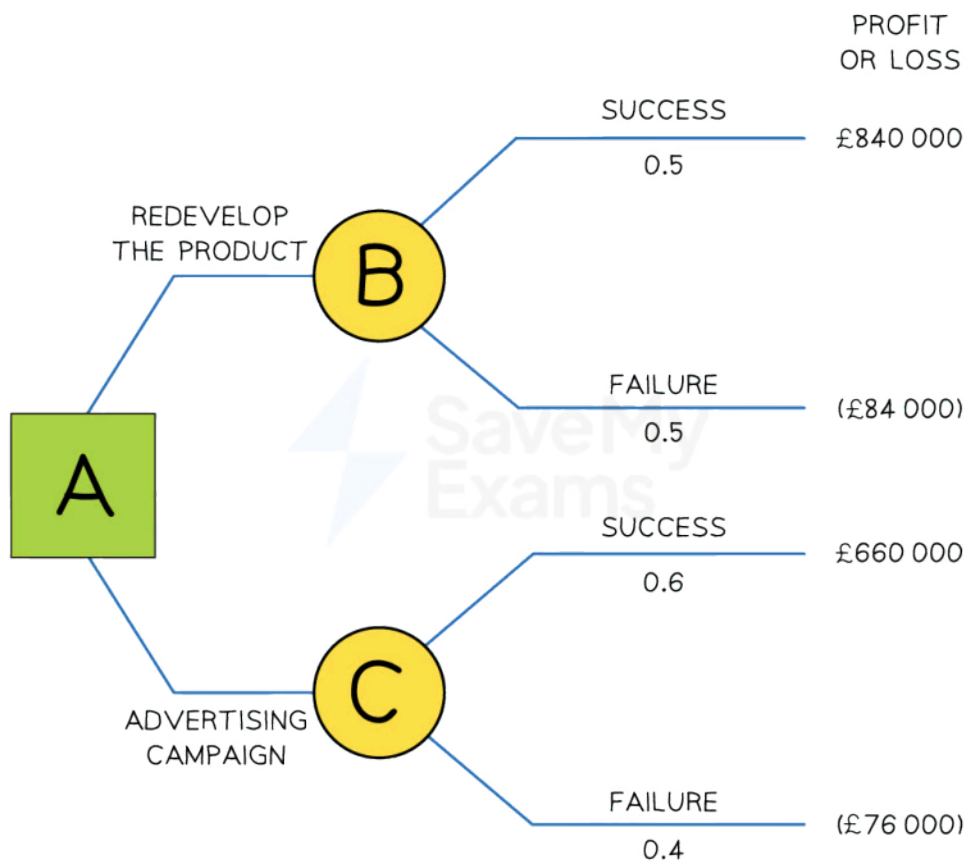 PROFIT
OR LOSS
SUCCESS
£840 000
0.5
REDEVELOP
THE PRODUCT
B
FAILURE
(£84 000)
0.5
SaveMy
Exams
A
SUCCESS
£660 000
0.6
C
ADVERTISING
CAMPAIGN
FAILURE
(£76 000)
0.4